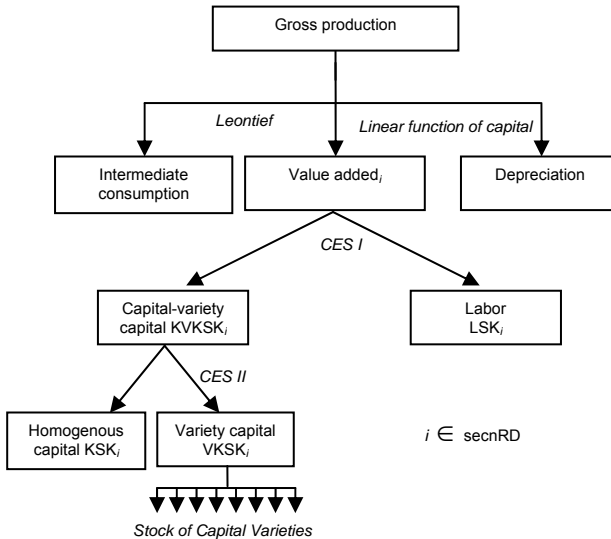 Gross production
Leontief
Linear function of capital
Intermediate
consumption
Value added i
Depreciation
CES I
Capital-variety
capital KVKSK i
Labor
LSK i
CES II
Homogenous
capital KSK i
Variety capital
VKSK i
i ∈ secnRD
Stock of Capital Varieties